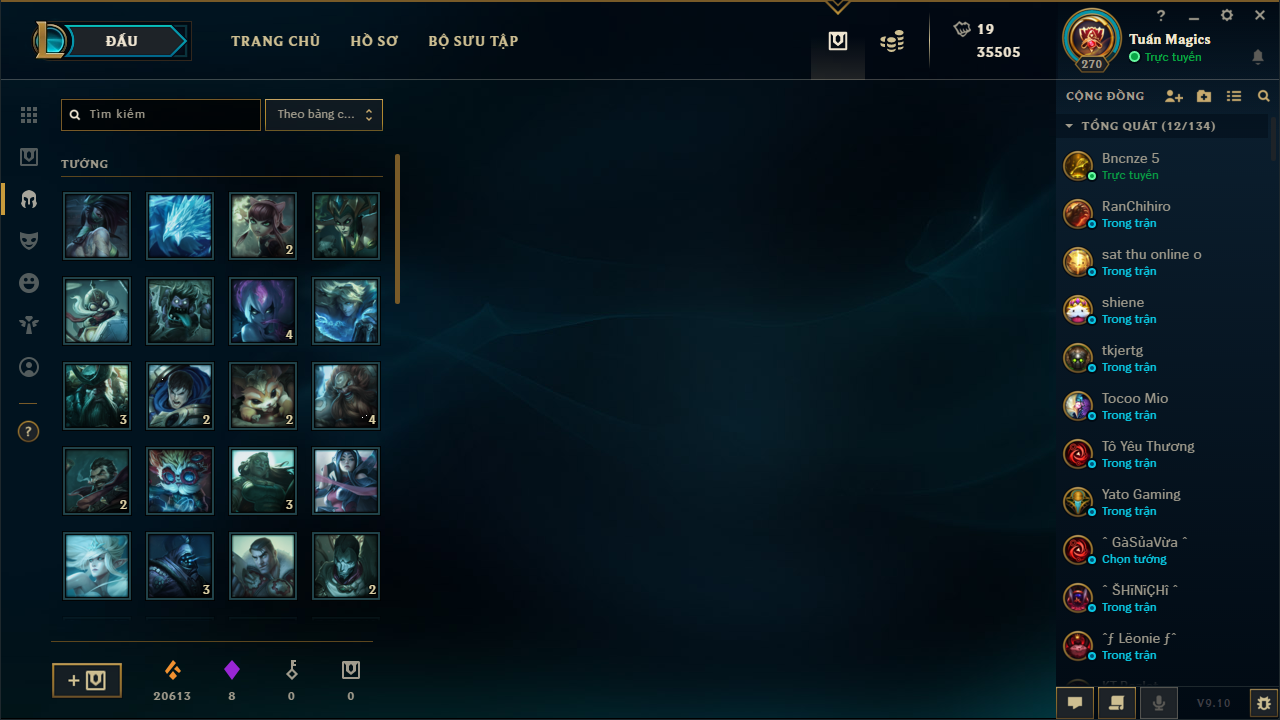 ĐẤU
TRANG CHỦ
HỒ SƠ
BỘ SƯU TẬP
19
35505
270
Tuấn Magics
Trực tuyến
Tìm kiếm
Theo bảng c...
TƯỚNG
2
4
3
2
2
4
2
3
3
2
20613
8
0
0
CỘNG ĐỒNG
TỔNG QUÁT (12/134)
Bncnze 5
Trực tuyến
RanChihiro
Trong trận
sat thu online o
Trong trận
shiene
Trong trận
tkjertg
Trong trận
Tocoo Mio
Trong trận
Tô Yêu Thương
Trong trận
Yato Gaming
Trong trận
ˆ GàSủaVừa ˆ
Chọn tướng
ˆ ŠHîNîÇHî ˆ
Trong trận
ˆƒ Lëonie ƒˆ
Trong trận
V9.10